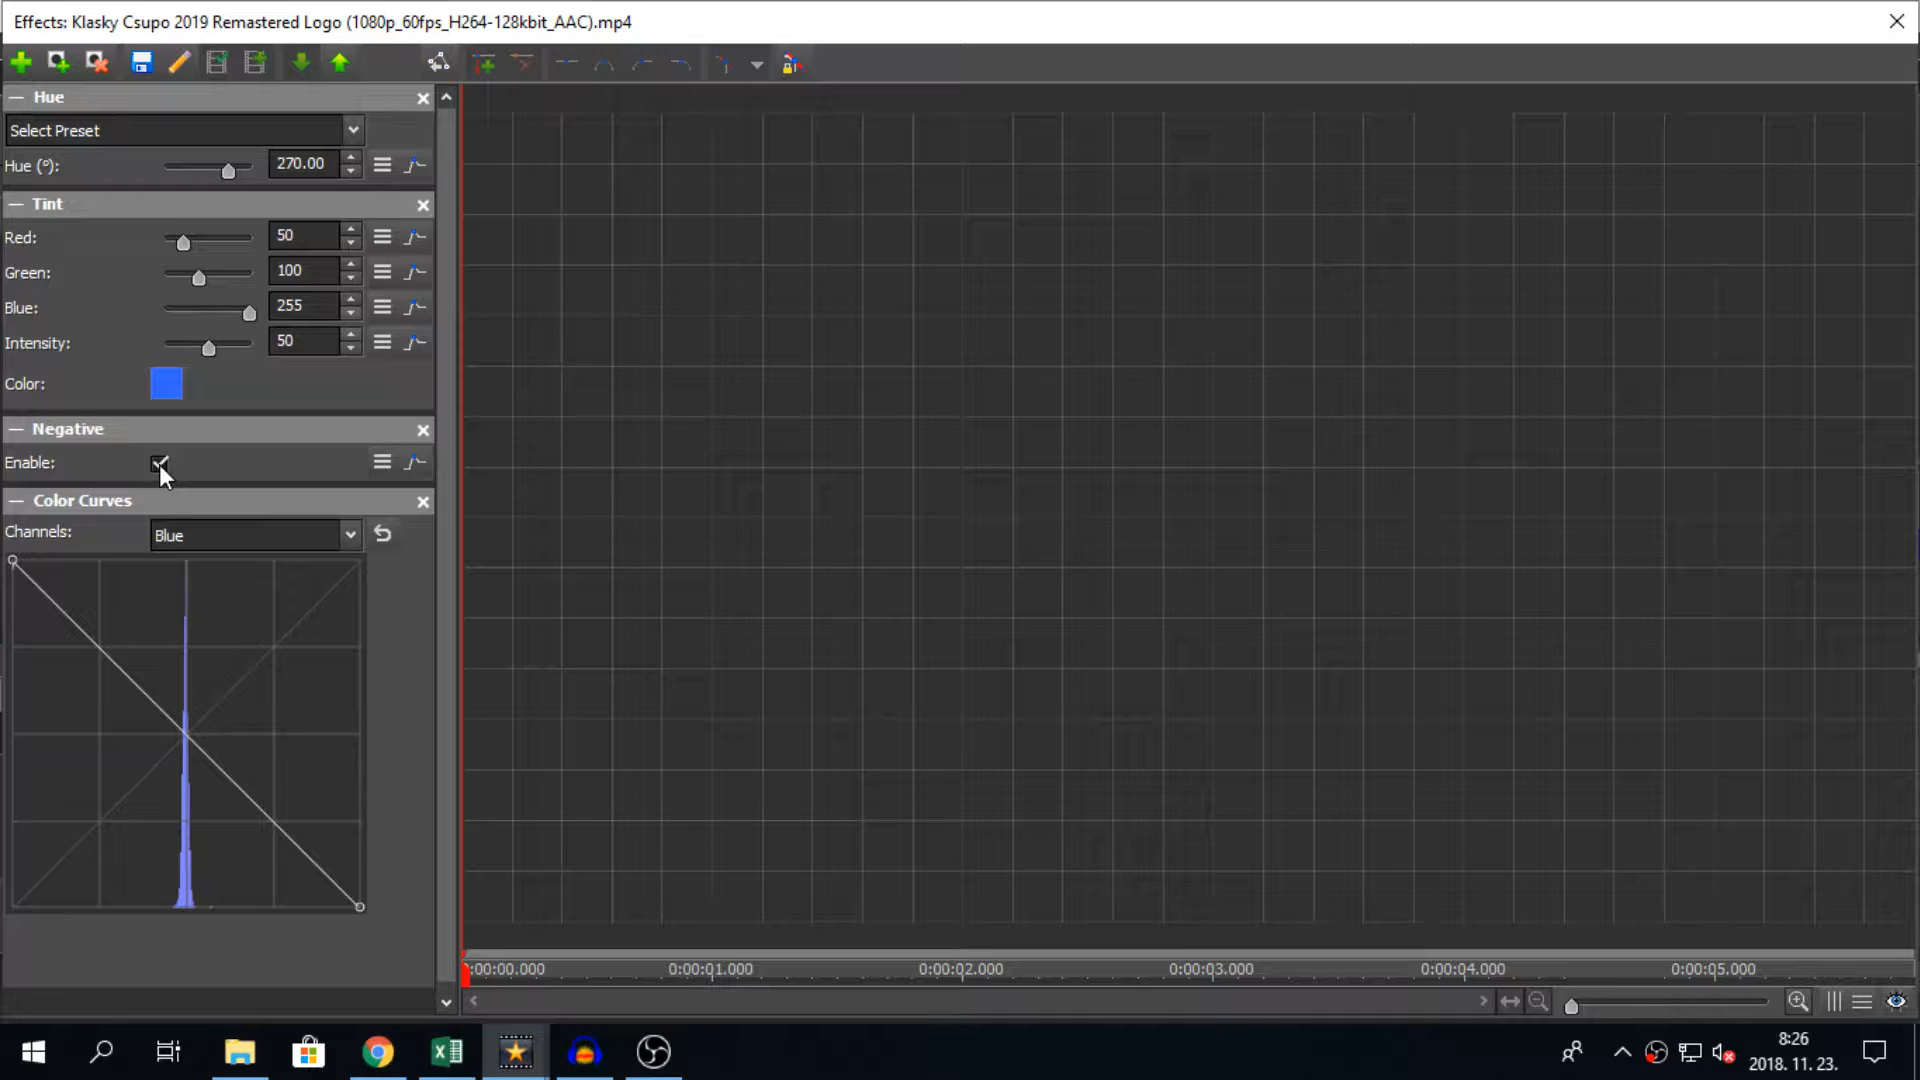 Effects: Klasky Csupo 2019 Remastered Logo (1080p_60fps_H264-128kbit_AAC).mp4
Hue
Select Preset
Hue (º): 270.00
Tint
Red: 50
Green: 100
Blue: 255
Intensity: 50
Color:
Negative
Enable:
Color Curves
Channels: Blue
:00:00.000 0:00:01.000 0:00:02.000 0:00:03.000 0:00:04.000 0:00:05.000
8:26
2018. 11. 23.